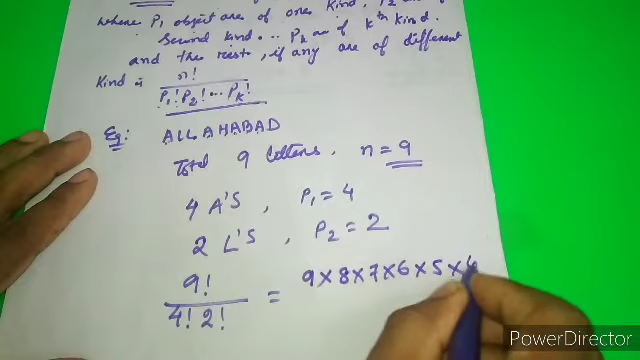 where P₁ objects are of one kind, P₂ are of
second kind ... Pₖ are of kᵗʰ kind.
and the rest, if any are of different
kind is n!
P₁! P₂! ... Pₖ!
Eg: ALLAHABAD
Total 9 letters. n = 9
4 A'S, P₁ = 4
2 L'S, P₂ = 2
9!
4! 2!
= 9×8×7×6×5×4
PowerDirector